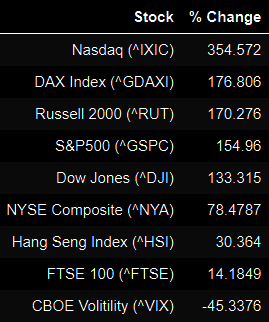 Stock % Change
Nasdaq (^IXIC) 354.572
DAX Index (^GDAXI) 176.806
Russell 2000 (^RUT) 170.276
S&P500 (^GSPC) 154.96
Dow Jones (^DJI) 133.315
NYSE Composite (^NYA) 78.4787
Hang Seng Index (^HSI) 30.364
FTSE 100 (^FTSE) 14.1849
CBOE Volitility (^VIX) -45.3376